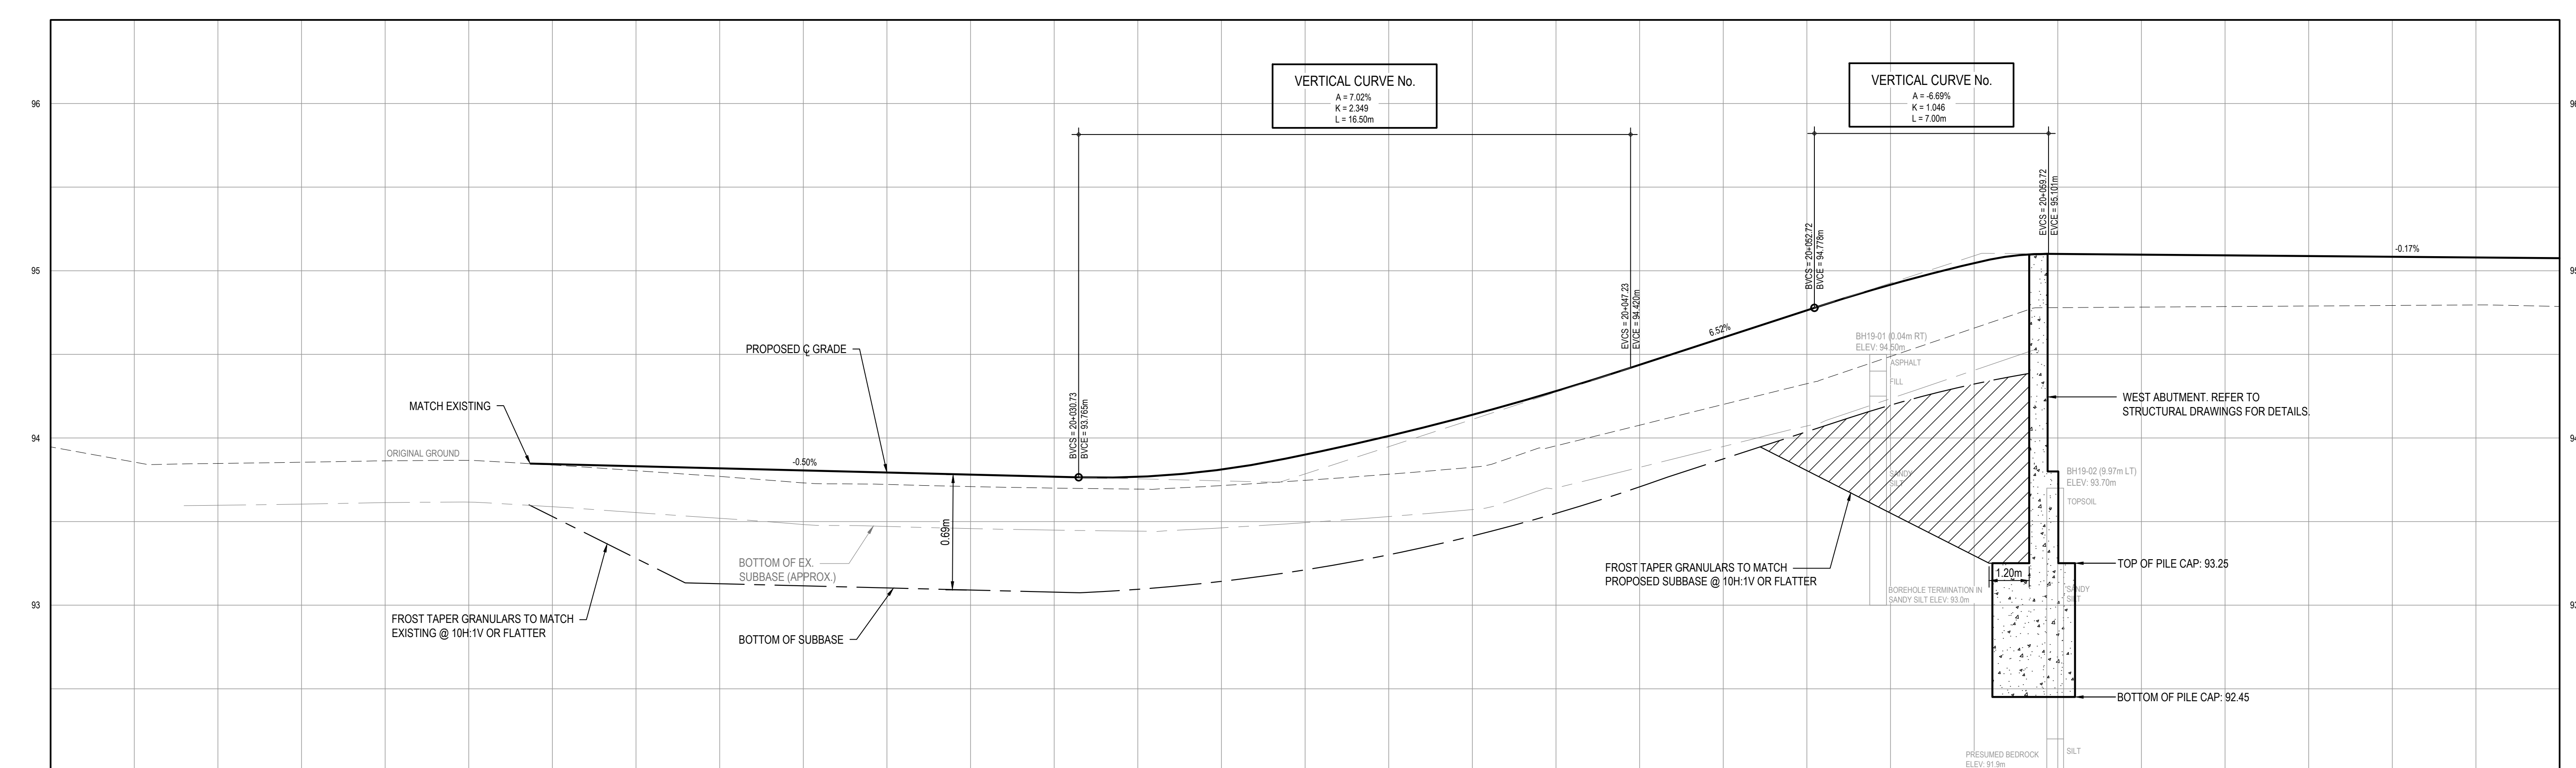 VERTICAL CURVE No.
A = 7.02%
K = 2.349
L = 16.50m
VERTICAL CURVE No.
A = -6.69%
K = 1.046
L = 7.00m
96
95
94
93
BVCS = 20+030.73
BVCE = 93.765m
EVCS = 20+047.23
EVCE = 94.420m
BVCS = 20+052.72
BVCE = 94.778m
EVCS = 20+059.72
EVCE = 95.101m
-0.17%
6.52%
-0.50%
PROPOSED ℄ GRADE
MATCH EXISTING
ORIGINAL GROUND
0.69m
BOTTOM OF EX.
SUBBASE (APPROX.)
FROST TAPER GRANULARS TO MATCH
EXISTING @ 10H:1V OR FLATTER
BOTTOM OF SUBBASE
BH19-01 (0.04m RT)
ELEV: 94.50m
ASPHALT
FILL
SANDY
SILT
FROST TAPER GRANULARS TO MATCH
PROPOSED SUBBASE @ 10H:1V OR FLATTER
BOREHOLE TERMINATION IN
SANDY SILT ELEV: 93.0m
1.20m
WEST ABUTMENT. REFER TO
STRUCTURAL DRAWINGS FOR DETAILS.
BH19-02 (9.97m LT)
ELEV: 93.70m
TOPSOIL
TOP OF PILE CAP: 93.25
SANDY
SILT
BOTTOM OF PILE CAP: 92.45
SILT
PRESUMED BEDROCK
ELEV: 91.9m